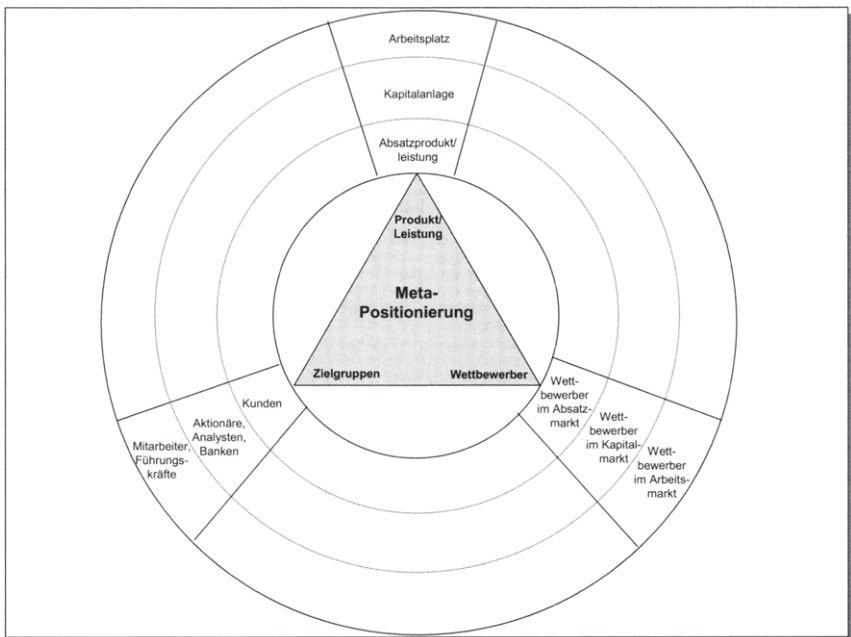 Arbeitsplatz
Kapitalanlage
Absatzprodukt/
leistung
Produkt/
Leistung
Meta-
Positionierung
Zielgruppen
Wettbewerber
Kunden
Aktionäre,
Analysten,
Banken
Mitarbeiter,
Führungs-
kräfte
Wett-
bewerber
im Absatz-
markt
Wett-
bewerber
im Kapital-
markt
Wett-
bewerber
im Arbeits-
markt